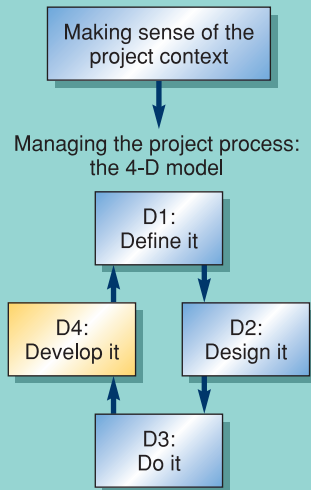 Making sense of the
project context
Managing the project process:
the 4-D model
D1:
Define it
D4:
Develop it
D2:
Design it
D3:
Do it